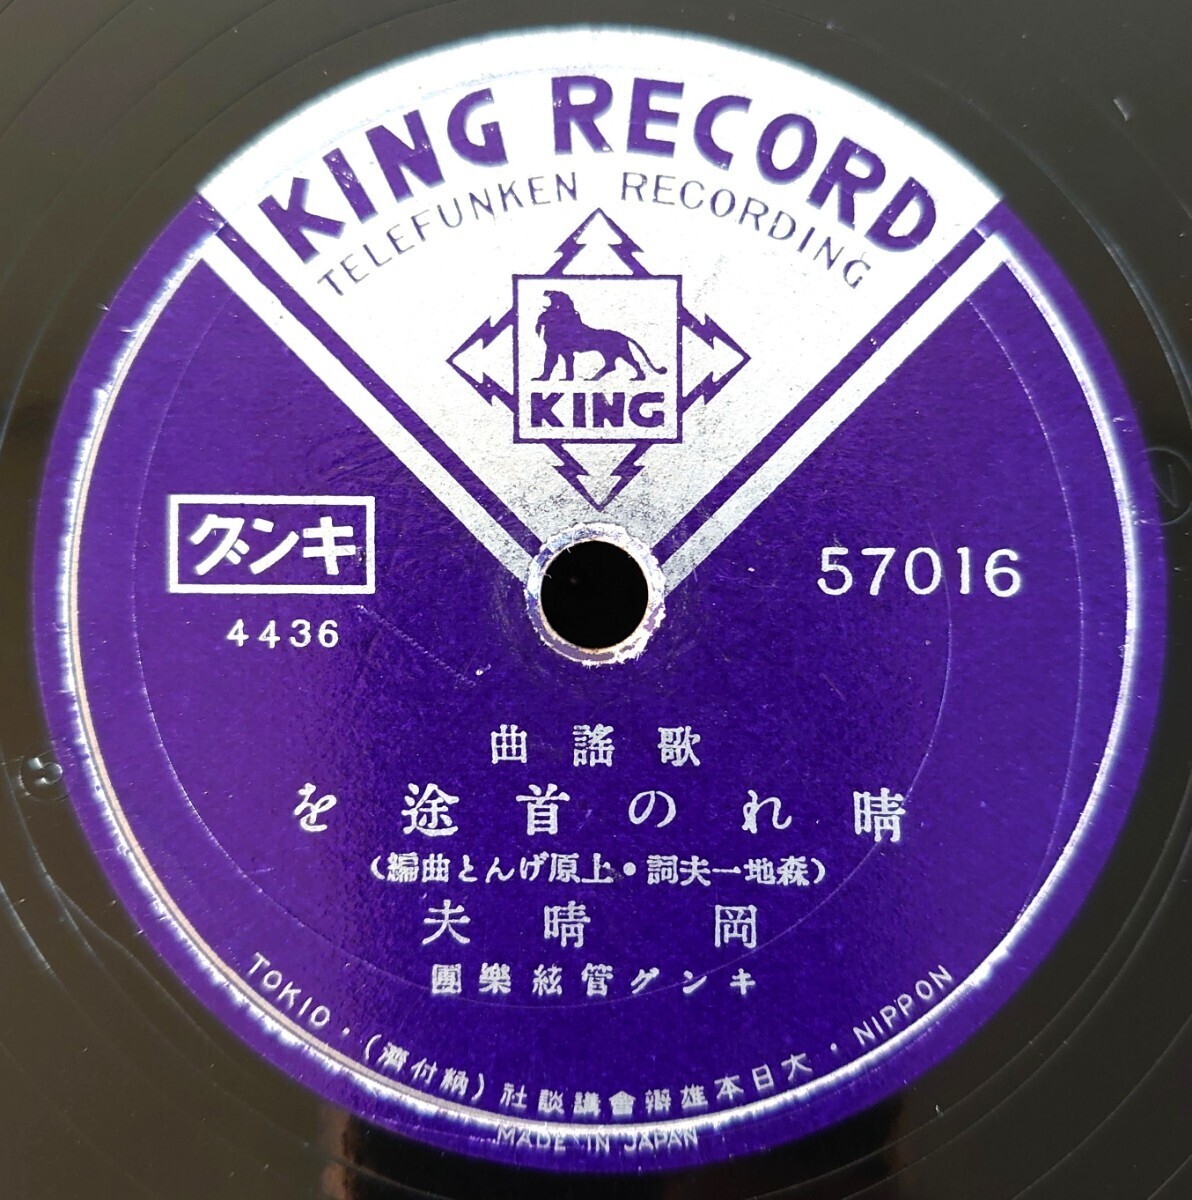 KING RECORD
TELEFUNKEN RECORDING
KING
キング
4436
57016
歌謠曲
晴れの首途を
(森地一夫詞・上原げんと曲編)
岡晴夫
キング管絃樂團
TOKIO・大日本雄辯會講談社(柄付濟)・NIPPON
MADE IN JAPAN